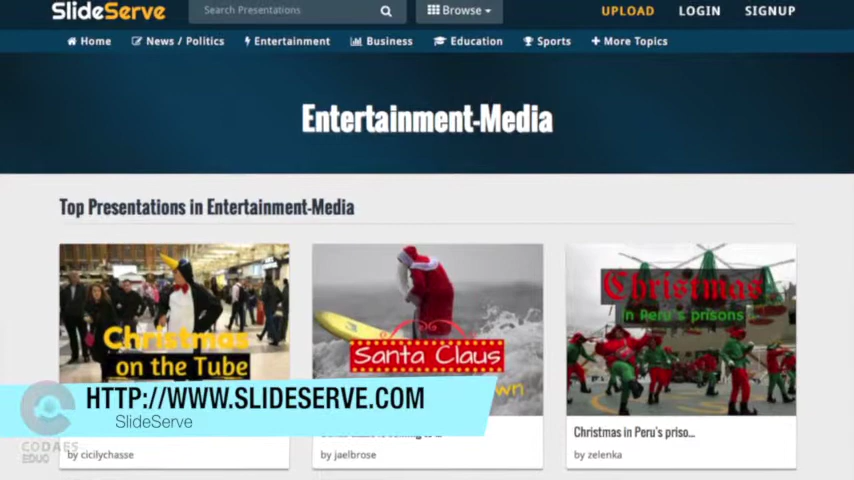 SlideServe
Search Presentations
Browse
UPLOAD LOGIN SIGNUP
Home News / Politics Entertainment Business Education Sports More Topics
Entertainment-Media
Top Presentations in Entertainment-Media
Christmas
on the Tube
Santa Claus
Christmas
in Peru's prisons
HTTP://WWW.SLIDESERVE.COM
SlideServe
Christmas in Peru's priso...
CODAES
EDUC
by cicilychasse
by jaelbrose
by zelenka